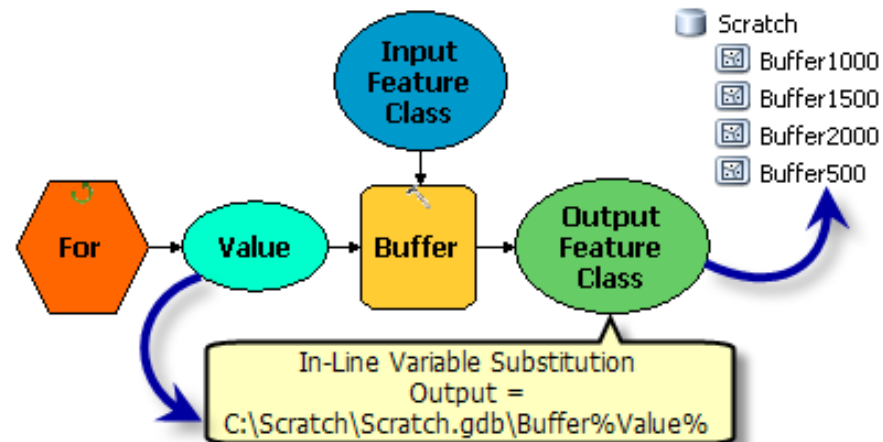 Input
Feature
Class
Scratch
Buffer1000
Buffer1500
Buffer2000
Buffer500
For
Value
Buffer
Output
Feature
Class
In-Line Variable Substitution
Output =
C:\Scratch\Scratch.gdb\Buffer%Value%